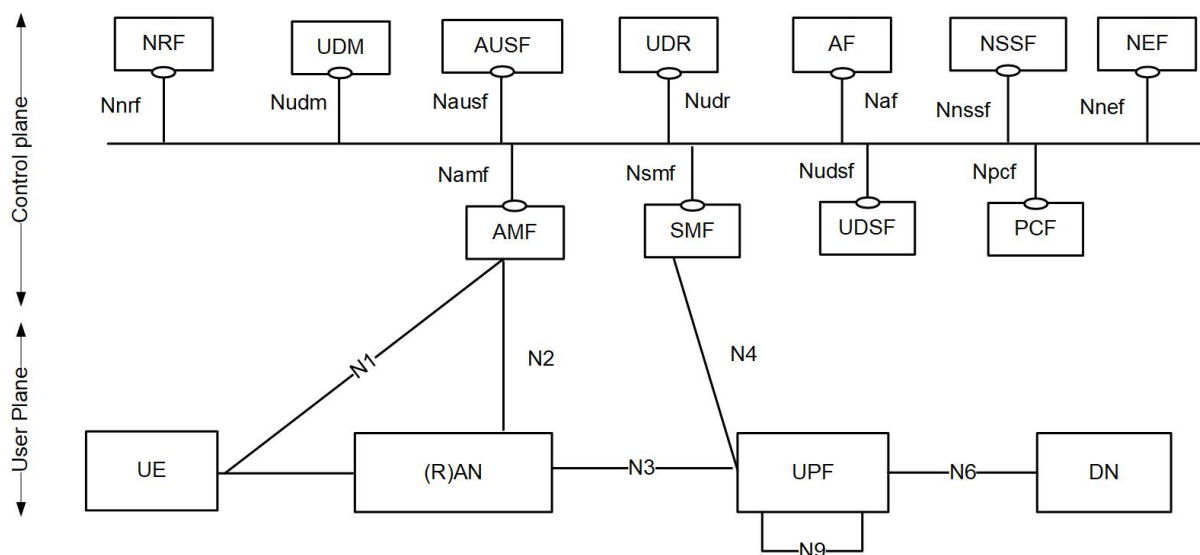 NRF
UDM
AUSF
UDR
AF
NSSF
NEF
Nnrf
Nudm
Nausf
Nudr
Naf
Nnssf
Nnef
Control plane
Namf
Nsmf
Nudsf
Npcf
AMF
SMF
UDSF
PCF
N1
N2
N4
User Plane
UE
(R)AN
N3
UPF
N6
DN
N9